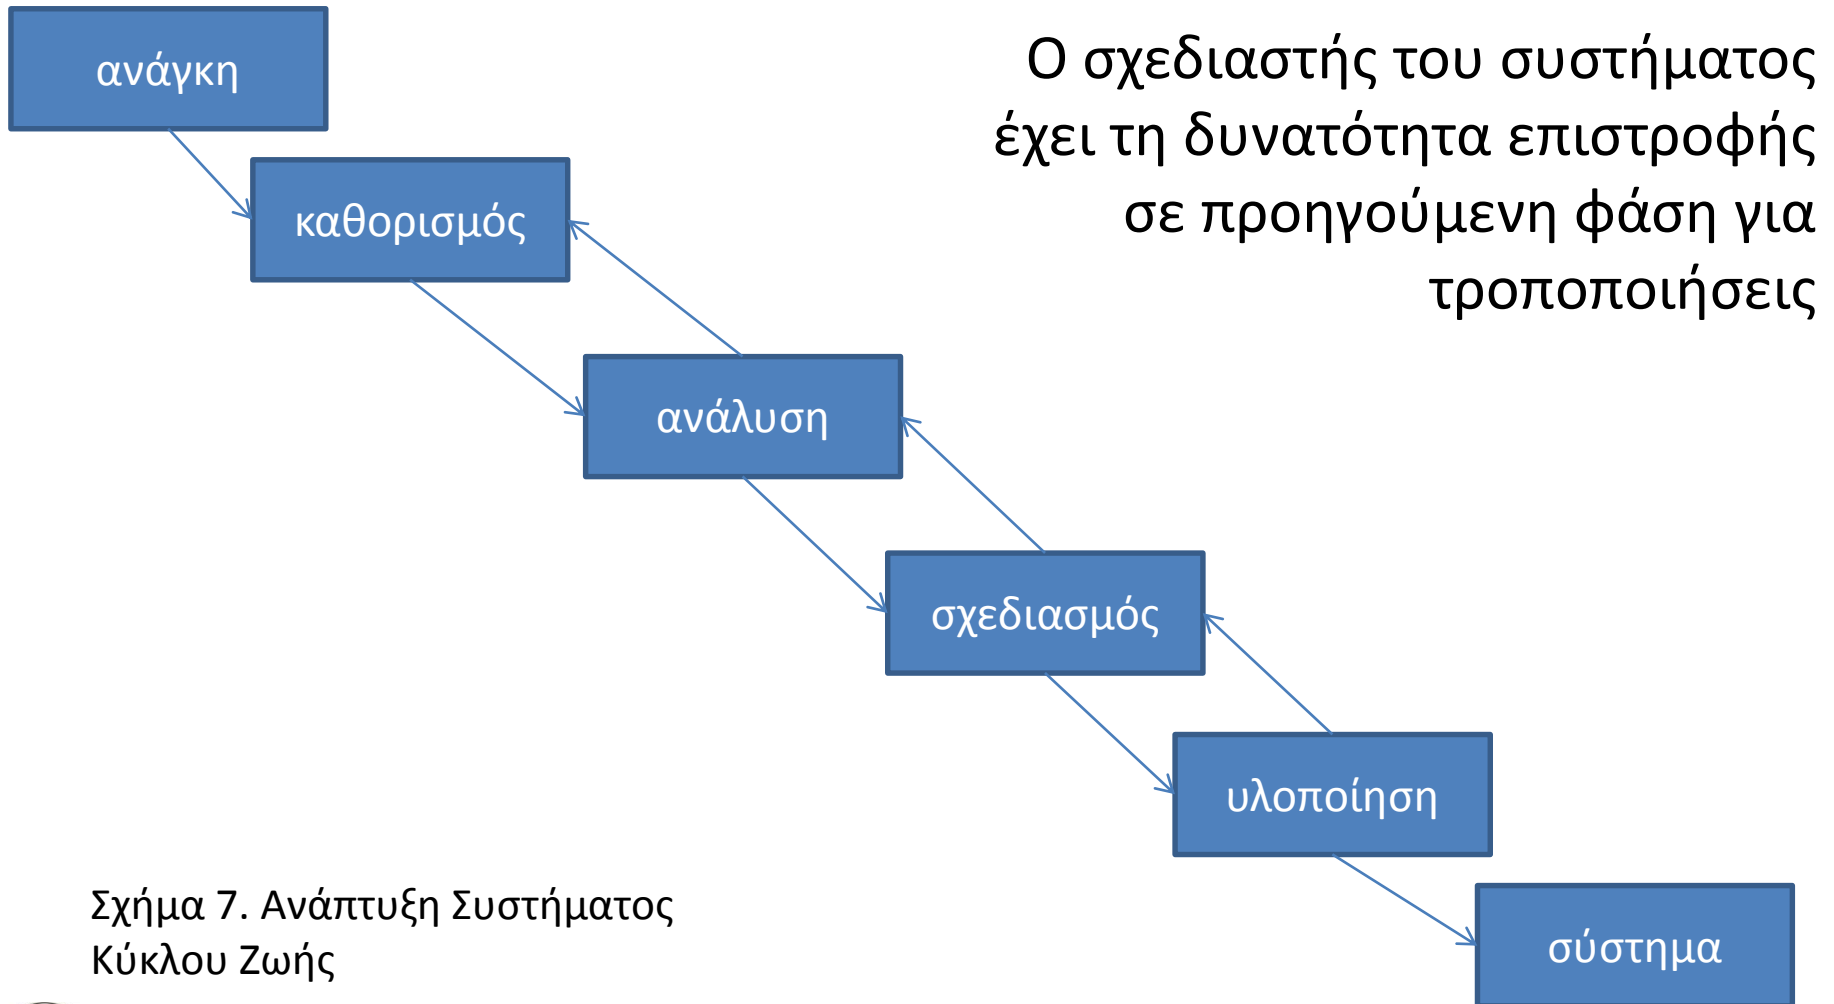 ανάγκη
Ο σχεδιαστής του συστήματος
έχει τη δυνατότητα επιστροφής
σε προηγούμενη φάση για
τροποποιήσεις
καθορισμός
ανάλυση
σχεδιασμός
υλοποίηση
σύστημα
Σχήμα 7. Ανάπτυξη Συστήματος
Κύκλου Ζωής